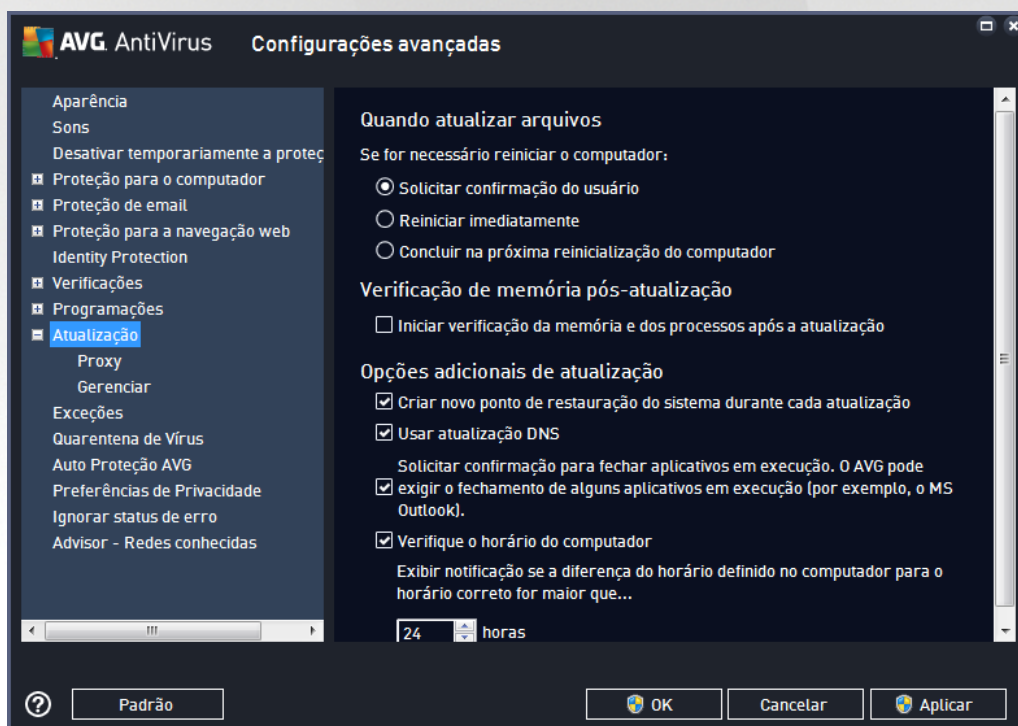 AVG. AntiVirus Configurações avançadas
Aparência
Sons
Desativar temporariamente a proteç
Proteção para o computador
Proteção de email
Proteção para a navegação web
Identity Protection
Verificações
Programações
Atualização
Proxy
Gerenciar
Exceções
Quarentena de Vírus
Auto Proteção AVG
Preferências de Privacidade
Ignorar status de erro
Advisor - Redes conhecidas
Quando atualizar arquivos
Se for necessário reiniciar o computador:
Solicitar confirmação do usuário
Reiniciar imediatamente
Concluir na próxima reinicialização do computador
Verificação de memória pós-atualização
Iniciar verificação da memória e dos processos após a atualização
Opções adicionais de atualização
Criar novo ponto de restauração do sistema durante cada atualização
Usar atualização DNS
Solicitar confirmação para fechar aplicativos em execução. O AVG pode
exigir o fechamento de alguns aplicativos em execução (por exemplo, o MS
Outlook).
Verifique o horário do computador
Exibir notificação se a diferença do horário definido no computador para o
horário correto for maior que...
24 horas
? Padrão OK Cancelar Aplicar